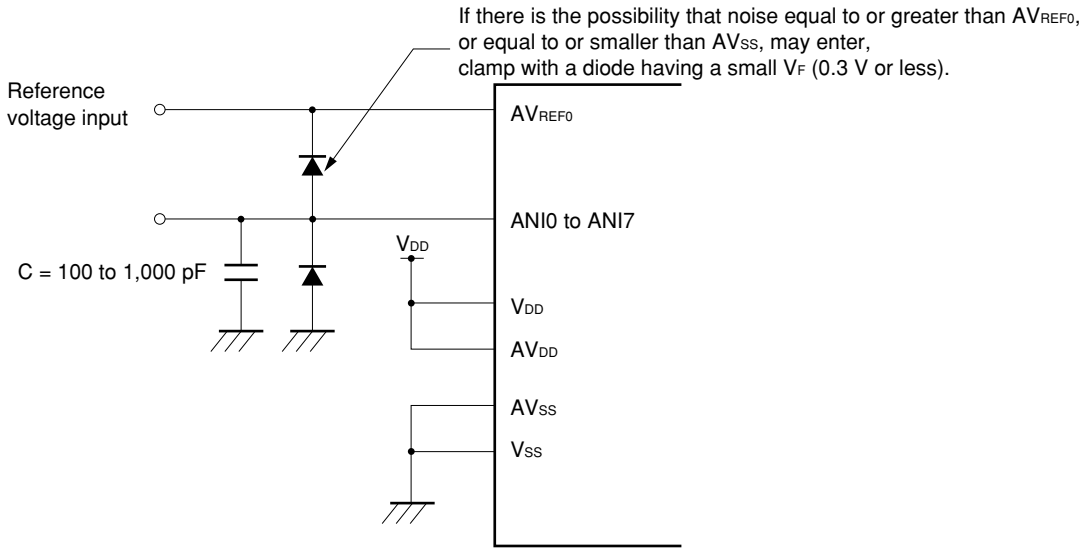 If there is the possibility that noise equal to or greater than AVREF0,
or equal to or smaller than AVSS, may enter,
clamp with a diode having a small VF (0.3 V or less).
Reference
voltage input
AVREF0
ANI0 to ANI7
VDD
C = 100 to 1,000 pF
VDD
AVDD
AVSS
VSS